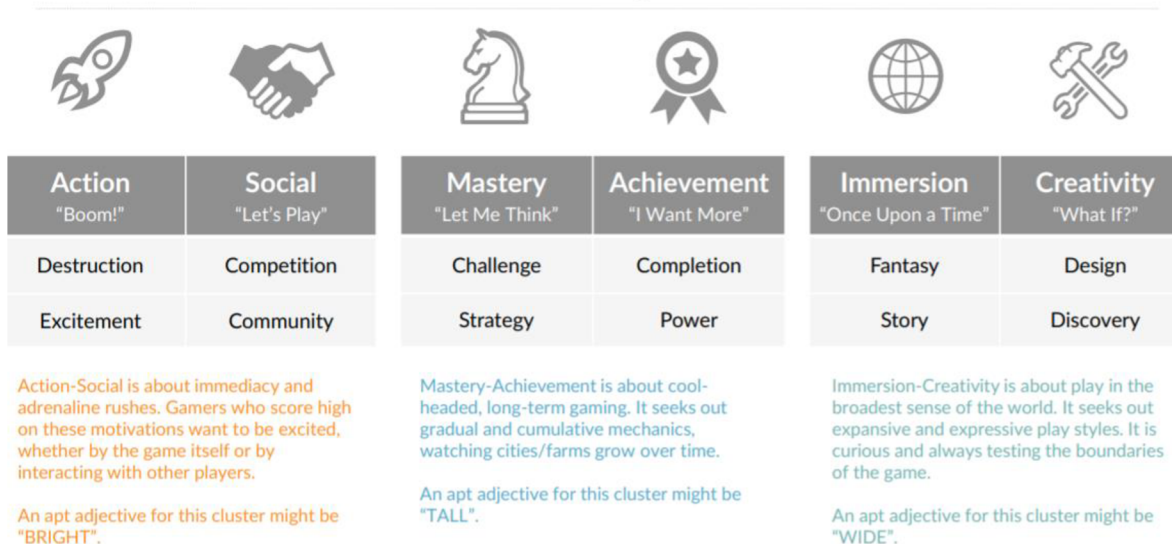 Action
"Boom!"
Destruction
Excitement
Social
"Let's Play"
Competition
Community
Mastery
"Let Me Think"
Challenge
Strategy
Achievement
"I Want More"
Completion
Power
Immersion
"Once Upon a Time"
Fantasy
Story
Creativity
"What If?"
Design
Discovery
Action-Social is about immediacy and
adrenaline rushes. Gamers who score high
on these motivations want to be excited,
whether by the game itself or by
interacting with other players.
An apt adjective for this cluster might be
"BRIGHT".
Mastery-Achievement is about cool-
headed, long-term gaming. It seeks out
gradual and cumulative mechanics,
watching cities/farms grow over time.
An apt adjective for this cluster might be
"TALL".
Immersion-Creativity is about play in the
broadest sense of the world. It seeks out
expansive and expressive play styles. It is
curious and always testing the boundaries
of the game.
An apt adjective for this cluster might be
"WIDE".